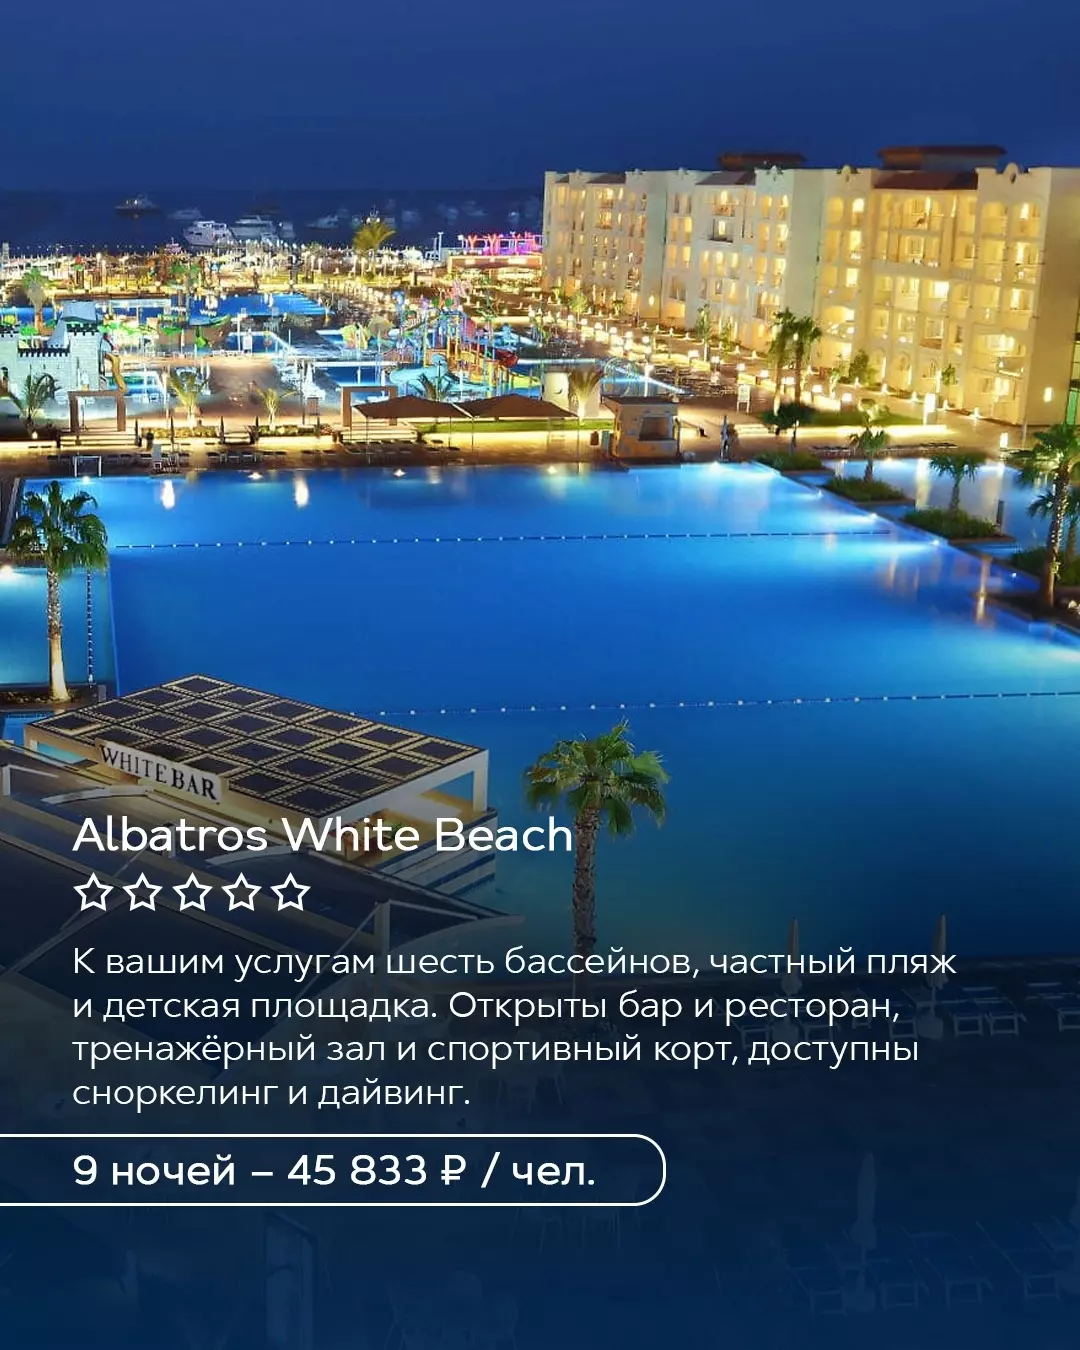 WHITE BAR
Albatros White Beach
К вашим услугам шесть бассейнов, частный пляж
и детская площадка. Открыты бар и ресторан,
тренажёрный зал и спортивный корт, доступны
сноркелинг и дайвинг.
9 ночей – 45 833 ₽ / чел.